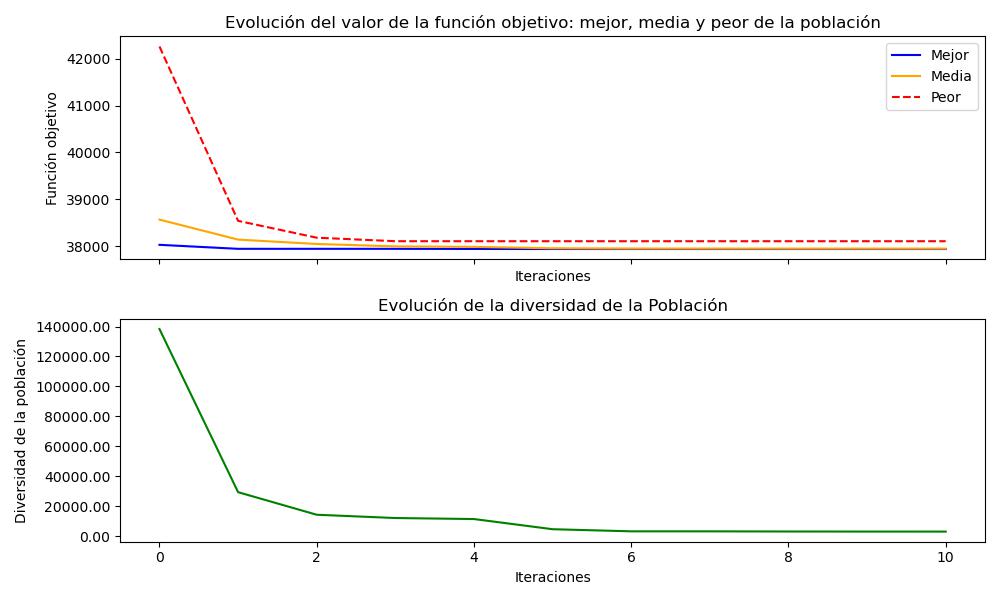 Evolución del valor de la función objetivo: mejor, media y peor de la población
42000
41000
40000
39000
38000
Función objetivo
Mejor
Media
Peor
Iteraciones
Evolución de la diversidad de la Población
140000.00
120000.00
100000.00
80000.00
60000.00
40000.00
20000.00
0.00
Diversidad de la población
0 2 4 6 8 10
Iteraciones